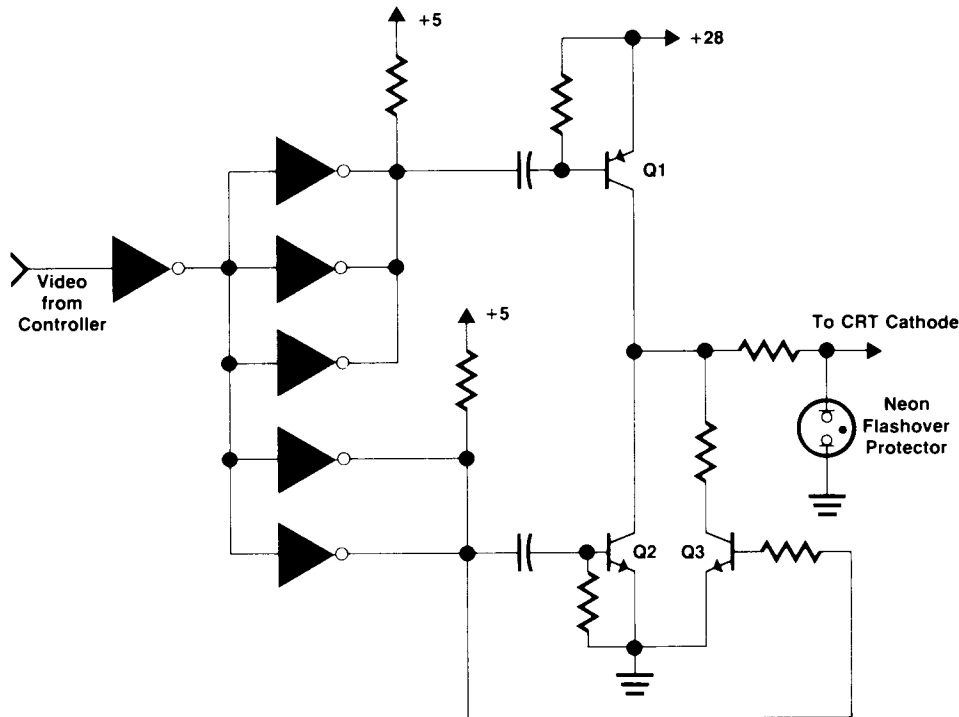 +5
+28
Q1
Video
from
Controller
+5
To CRT Cathode
Neon
Flashover
Protector
Q2
Q3